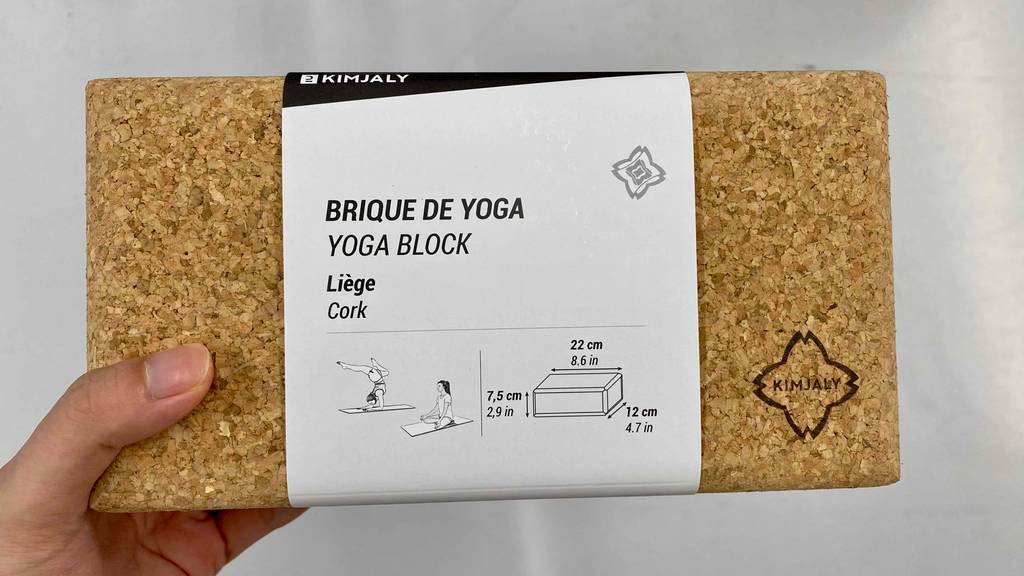 KIMJALY
BRIQUE DE YOGA
YOGA BLOCK
Liège
Cork
22 cm
8.6 in
7,5 cm
2,9 in
12 cm
4.7 in
KIMJALY